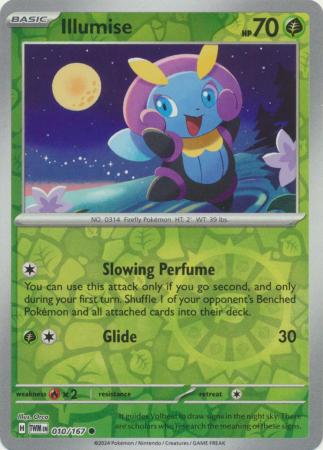 BASIC
Illumise
HP 70
NO. 0314 Firefly Pokémon HT: 2' WT: 39 lbs.
Slowing Perfume
You can use this attack only if you go second, and only
during your first turn. Shuffle 1 of your opponent's Benched
Pokémon and all attached cards into their deck.
Glide 30
weakness ×2 resistance retreat
Illus. Orca
H TWM EN 010/167
It guides Volbeat to draw signs in the night sky.
There are scholars who research the meaning of these signs.
©2024 Pokémon / Nintendo / Creatures / GAME FREAK